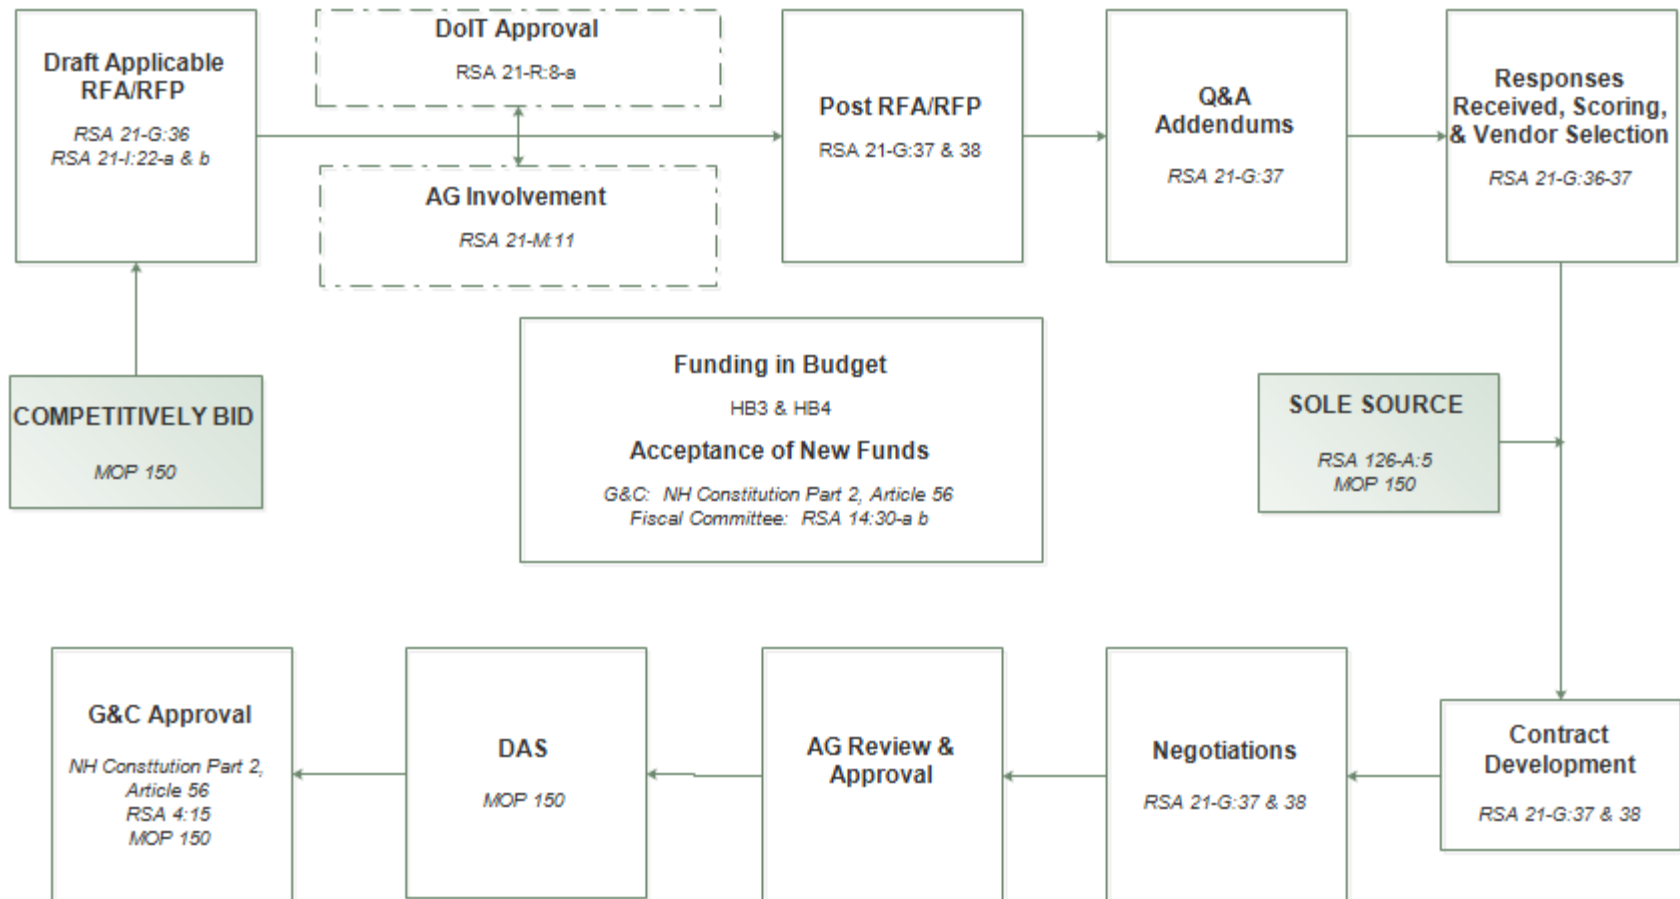 Draft Applicable
RFA/RFP
RSA 21-G:36
RSA 21-I:22-a & b
DoIT Approval
RSA 21-R:8-a
AG Involvement
RSA 21-M:11
Post RFA/RFP
RSA 21-G:37 & 38
Q&A
Addendums
RSA 21-G:37
Responses
Received, Scoring,
& Vendor Selection
RSA 21-G:36-37
COMPETITIVELY BID
MOP 150
Funding in Budget
HB3 & HB4
Acceptance of New Funds
G&C: NH Constitution Part 2, Article 56
Fiscal Committee: RSA 14:30-a b
SOLE SOURCE
RSA 126-A:5
MOP 150
G&C Approval
NH Consttution Part 2,
Article 56
RSA 4:15
MOP 150
DAS
MOP 150
AG Review &
Approval
Negotiations
RSA 21-G:37 & 38
Contract
Development
RSA 21-G:37 & 38